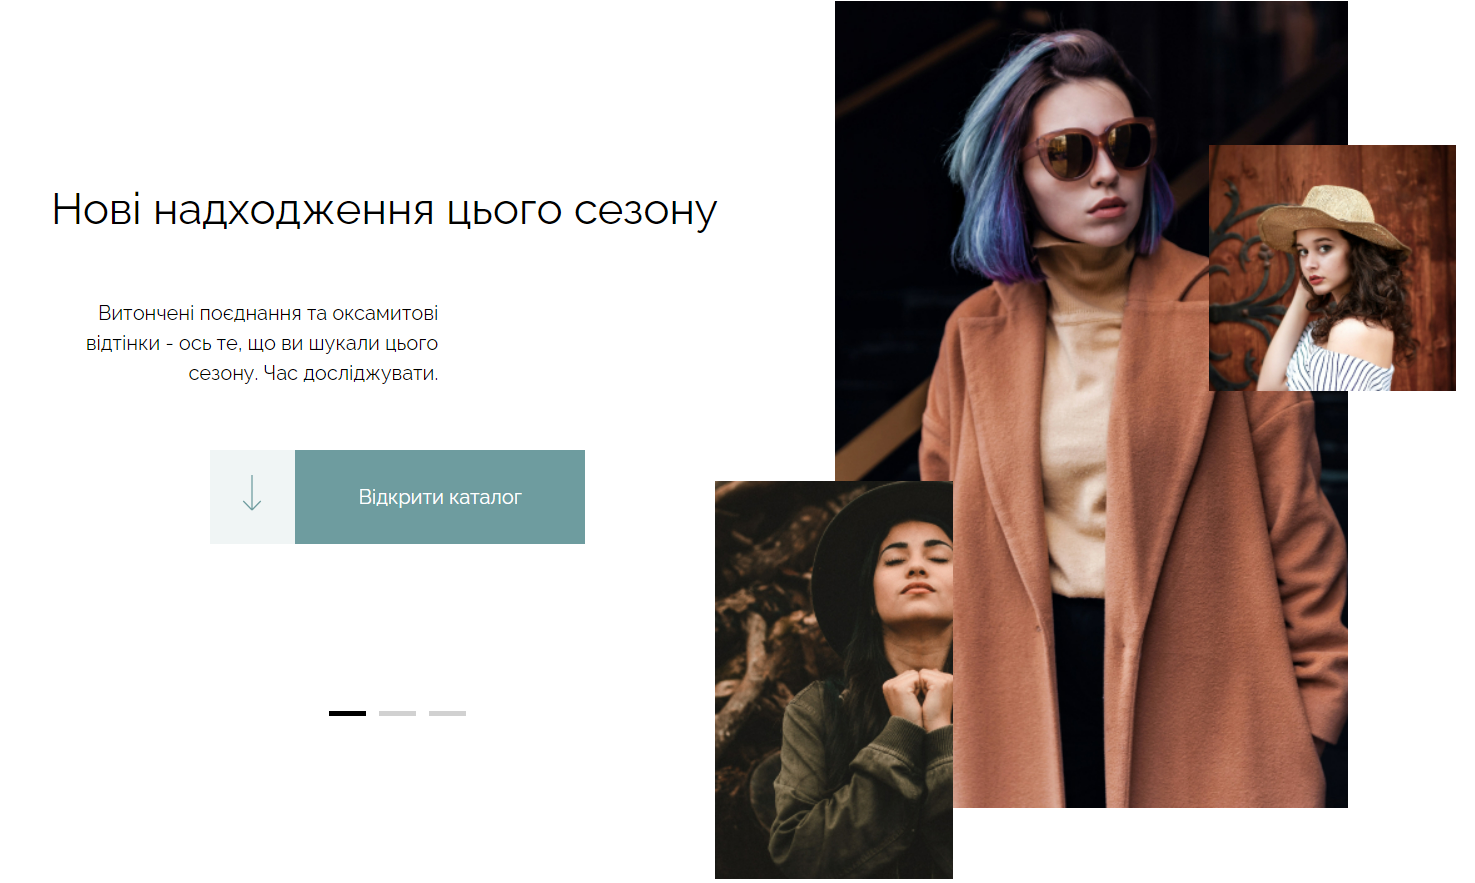 Нові надходження цього сезону
Витончені поєднання та оксамитові
відтінки - ось те, що ви шукали цього
сезону. Час досліджувати.
Відкрити каталог